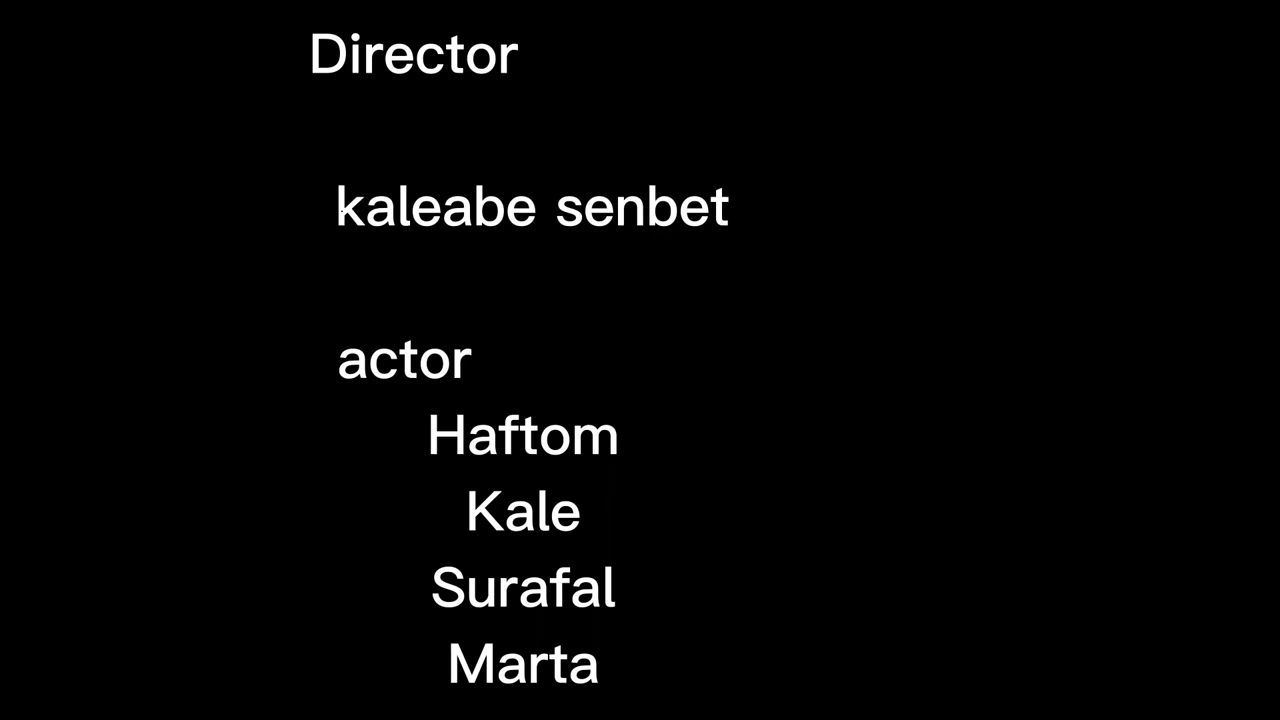 Director
kaleabe senbet
actor
Haftom
Kale
Surafal
Marta